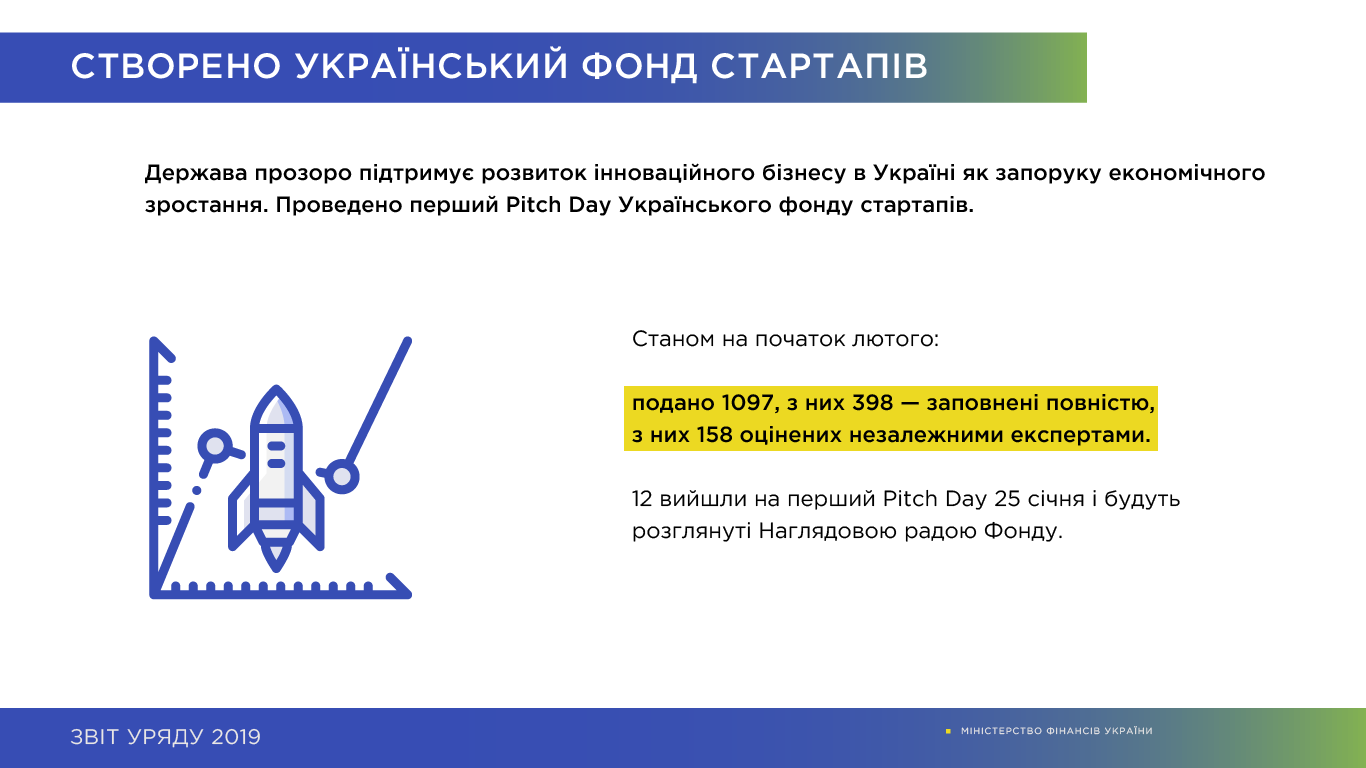 СТВОРЕНО УКРАЇНСЬКИЙ ФОНД СТАРТАПІВ
Держава прозоро підтримує розвиток інноваційного бізнесу в Україні як запоруку економічного
зростання. Проведено перший Pitch Day Українського фонду стартапів.
Станом на початок лютого:
подано 1097, з них 398 — заповнені повністю,
з них 158 оцінених незалежними експертами.
12 вийшли на перший Pitch Day 25 січня і будуть
розглянуті Наглядовою радою Фонду.
ЗВІТ УРЯДУ 2019
МІНІСТЕРСТВО ФІНАНСІВ УКРАЇНИ